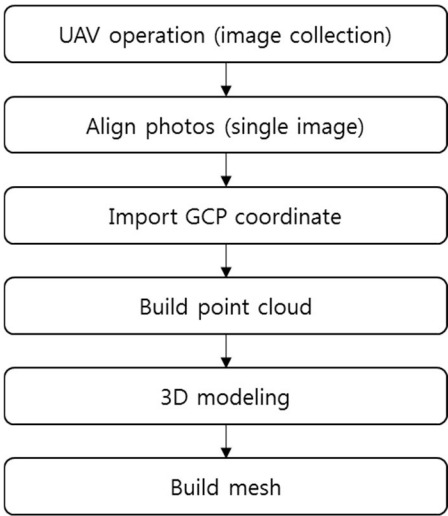 UAV operation (image collection)
Align photos (single image)
Import GCP coordinate
Build point cloud
3D modeling
Build mesh